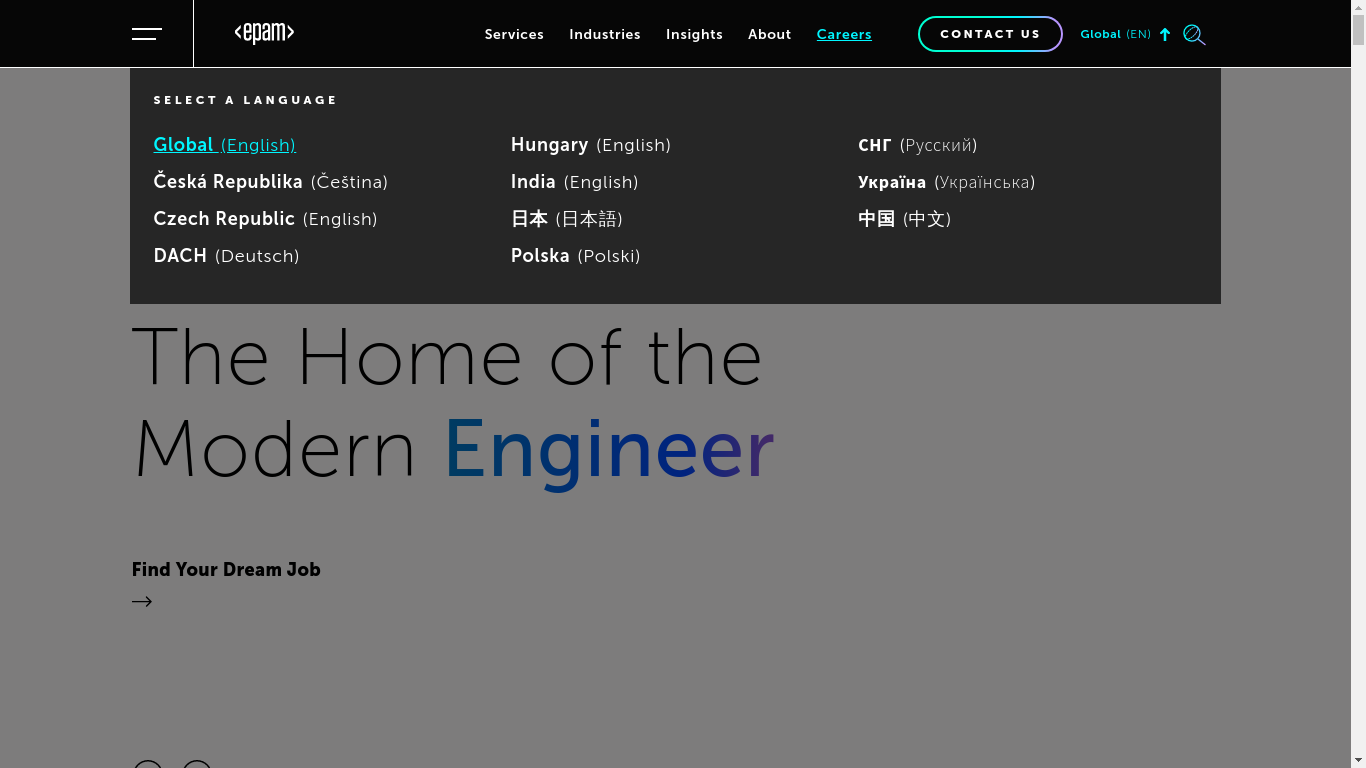 <epam>
Services Industries Insights About Careers CONTACT US Global (EN)
SELECT A LANGUAGE
Global (English)
Česká Republika (Čeština)
Czech Republic (English)
DACH (Deutsch)
Hungary (English)
India (English)
日本 (日本語)
Polska (Polski)
СНГ (Русский)
Україна (Українська)
中国 (中文)
The Home of the
Modern Engineer
Find Your Dream Job